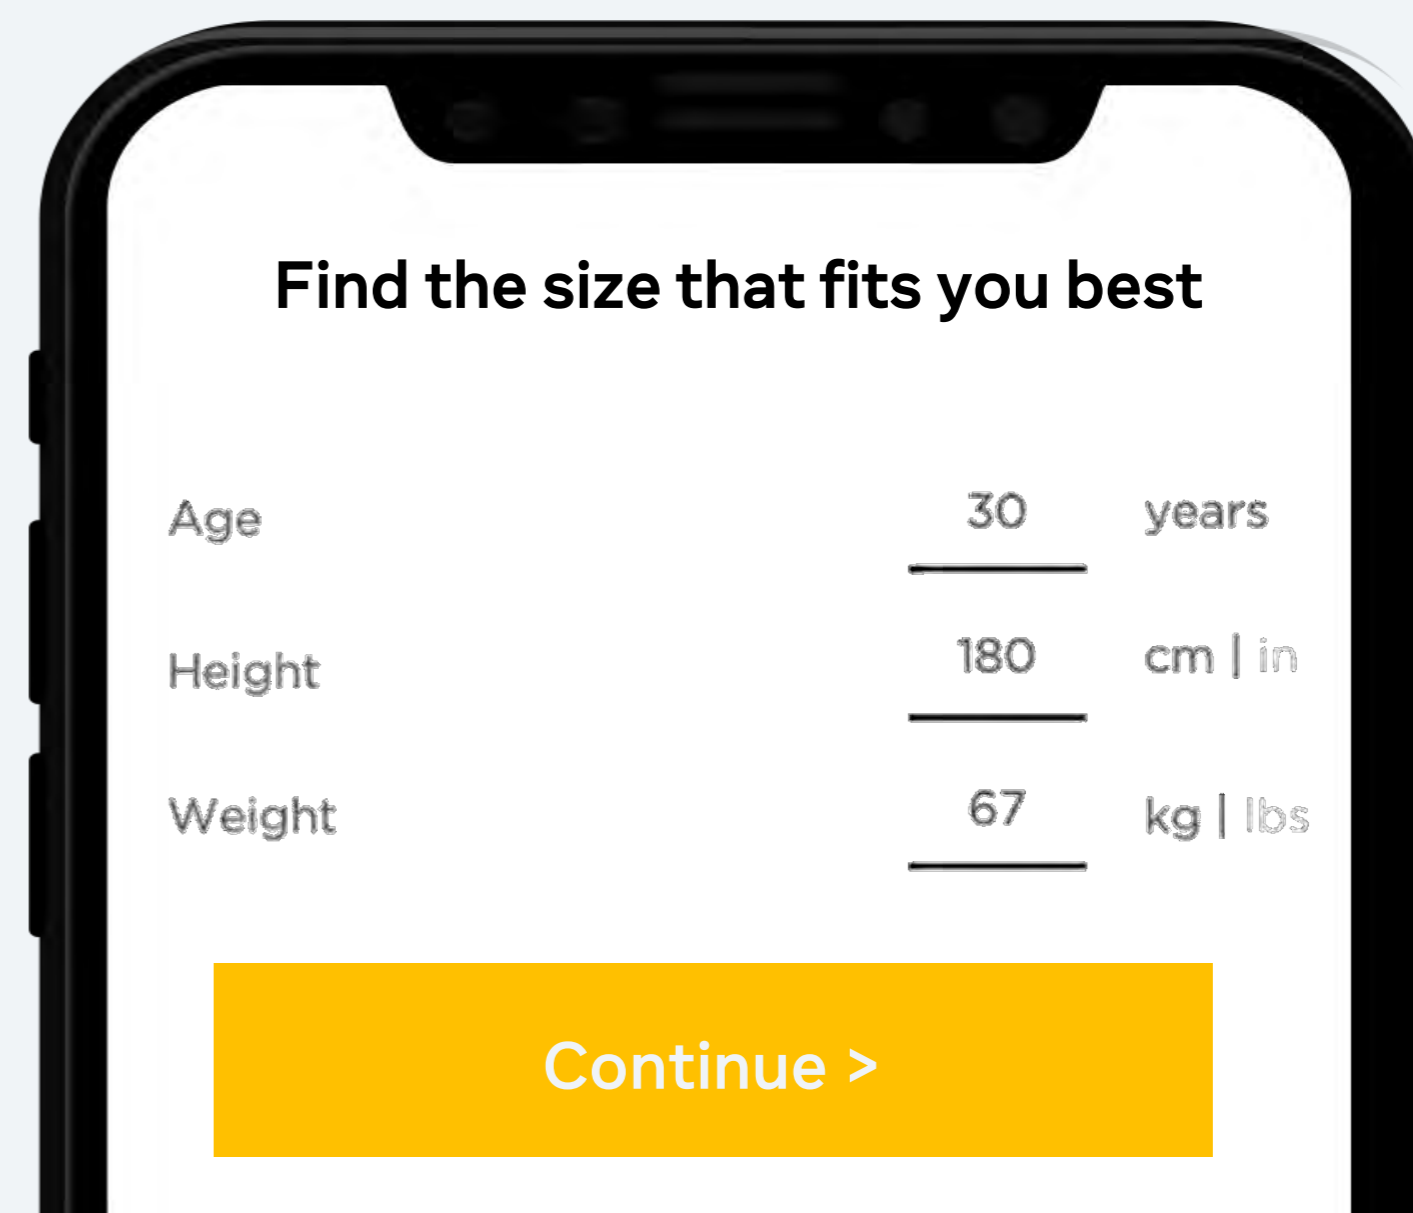 Find the size that fits you best
Age 30 years
Height 180 cm | in
Weight 67 kg | lbs
Continue >